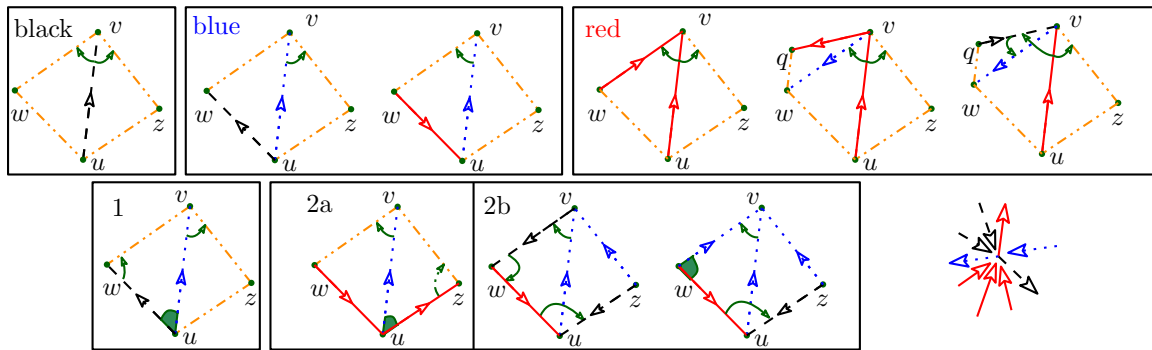 black v w z u
blue v w z u v w z u
red v w z u v q w z u v q w z u
1 v w z u
2a v w z u
2b v w z u v w z u